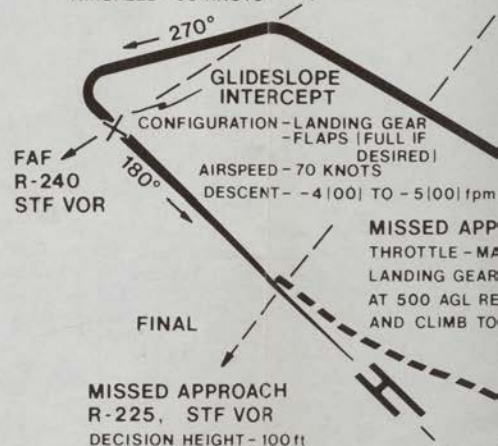 270°
GLIDESLOPE
INTERCEPT
CONFIGURATION - LANDING GEAR
- FLAPS (FULL IF
DESIRED)
AIRSPEED - 70 KNOTS
DESCENT - -4(00) TO -5(00) fpm
FAF
R-240
STF VOR
180°
MISSED APP
THROTTLE - MA
LANDING GEAR
AT 500 AGL RE
AND CLIMB TO
FINAL
MISSED APPROACH
R-225, STF VOR
DECISION HEIGHT - 100ft